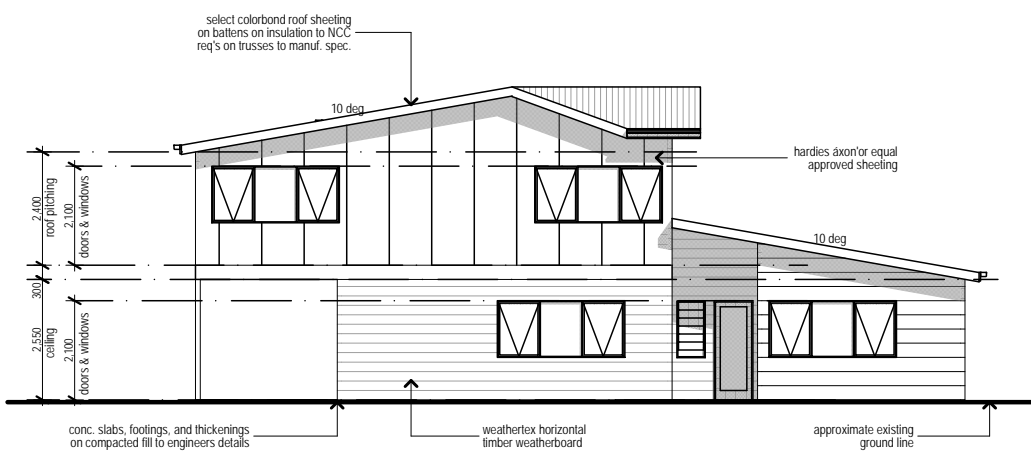 select colorbond roof sheeting
on battens on insulation to NCC
req's on trusses to manuf. spec.
10 deg
hardies áxon'or equal
approved sheeting
2,400
roof pitching
2,100
doors & windows
10 deg
300
2,550
ceiling
2,100
doors & windows
conc. slabs, footings, and thickenings
on compacted fill to engineers details
weathertex horizontal
timber weatherboard
approximate existing
ground line